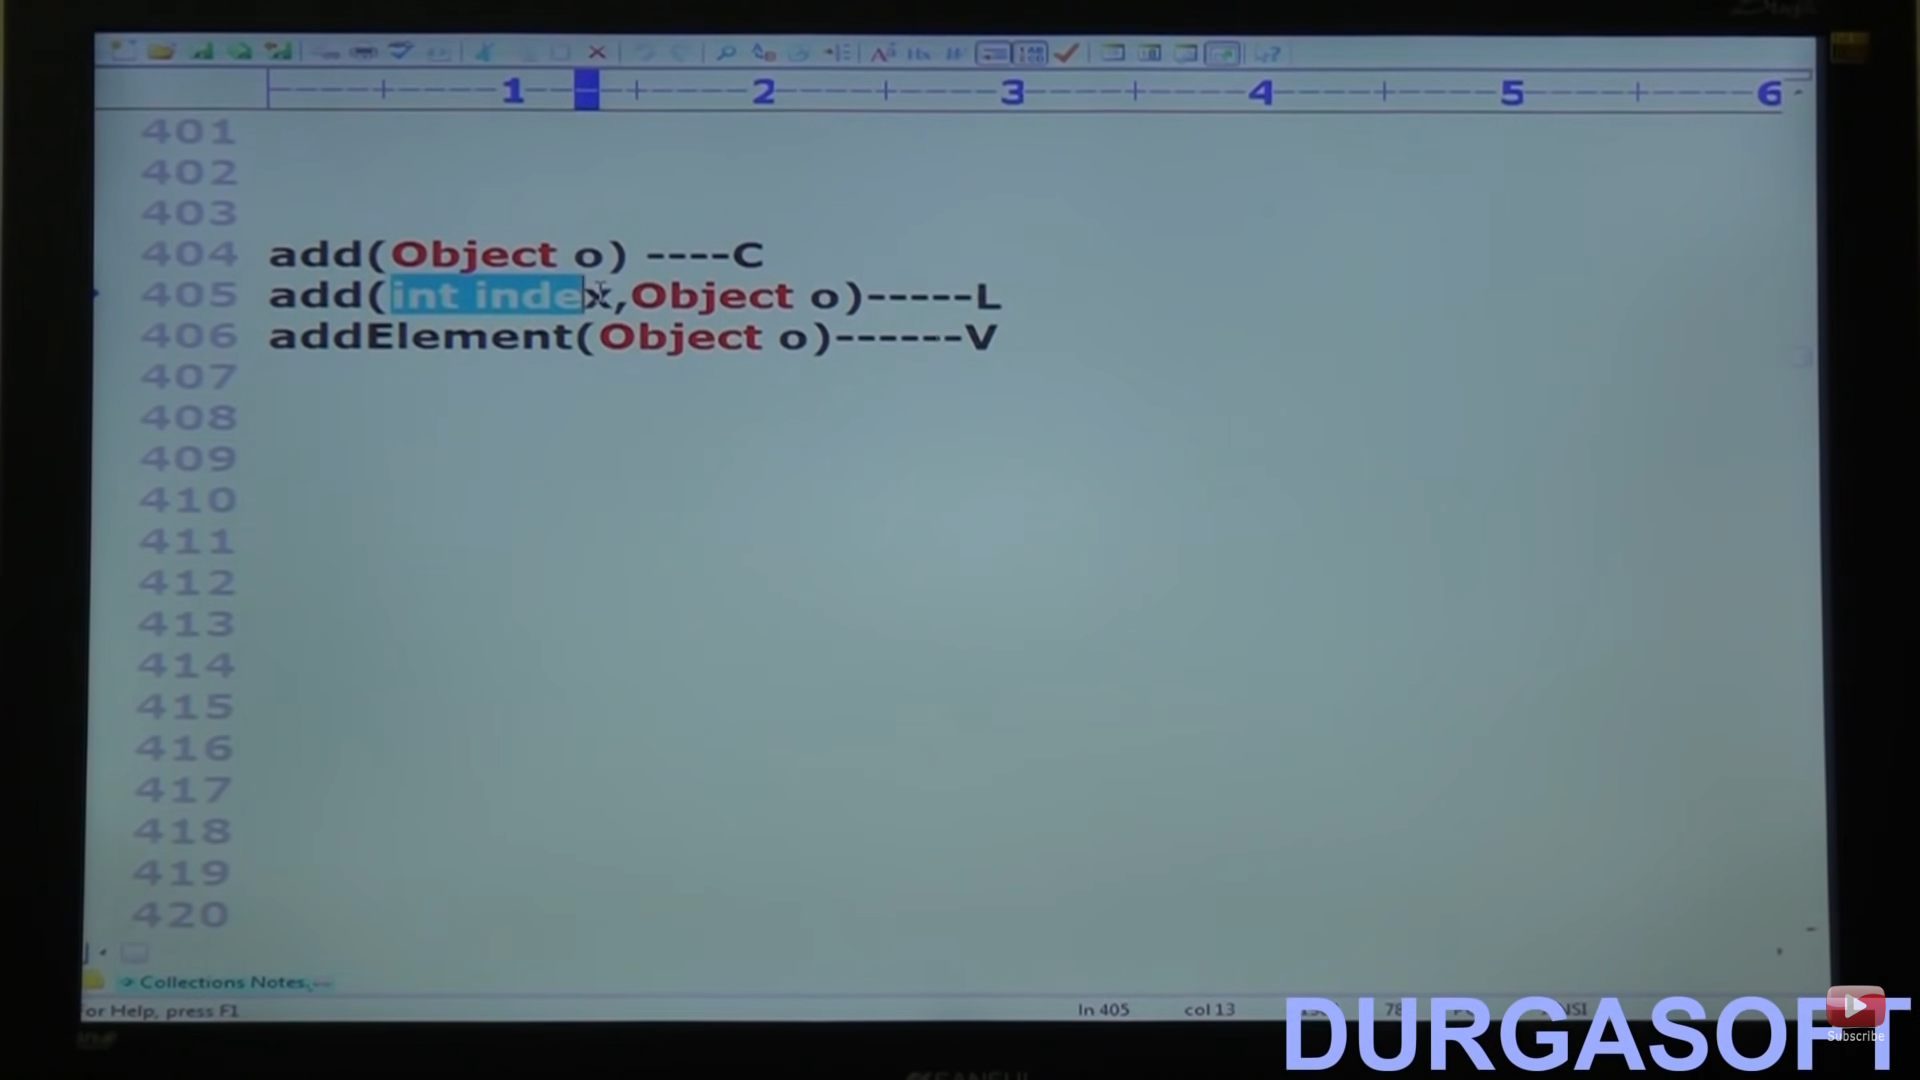 1 2 3 4 5 6
401
402
403
404 add(Object o) ----C
405 add(int index,Object o)-----L
406 addElement(Object o)------V
407
408
409
410
411
412
413
414
415
416
417
418
419
420
Collections Notes
or Help, press F1 ln 405 col 13
DURGASOFT
Subscribe